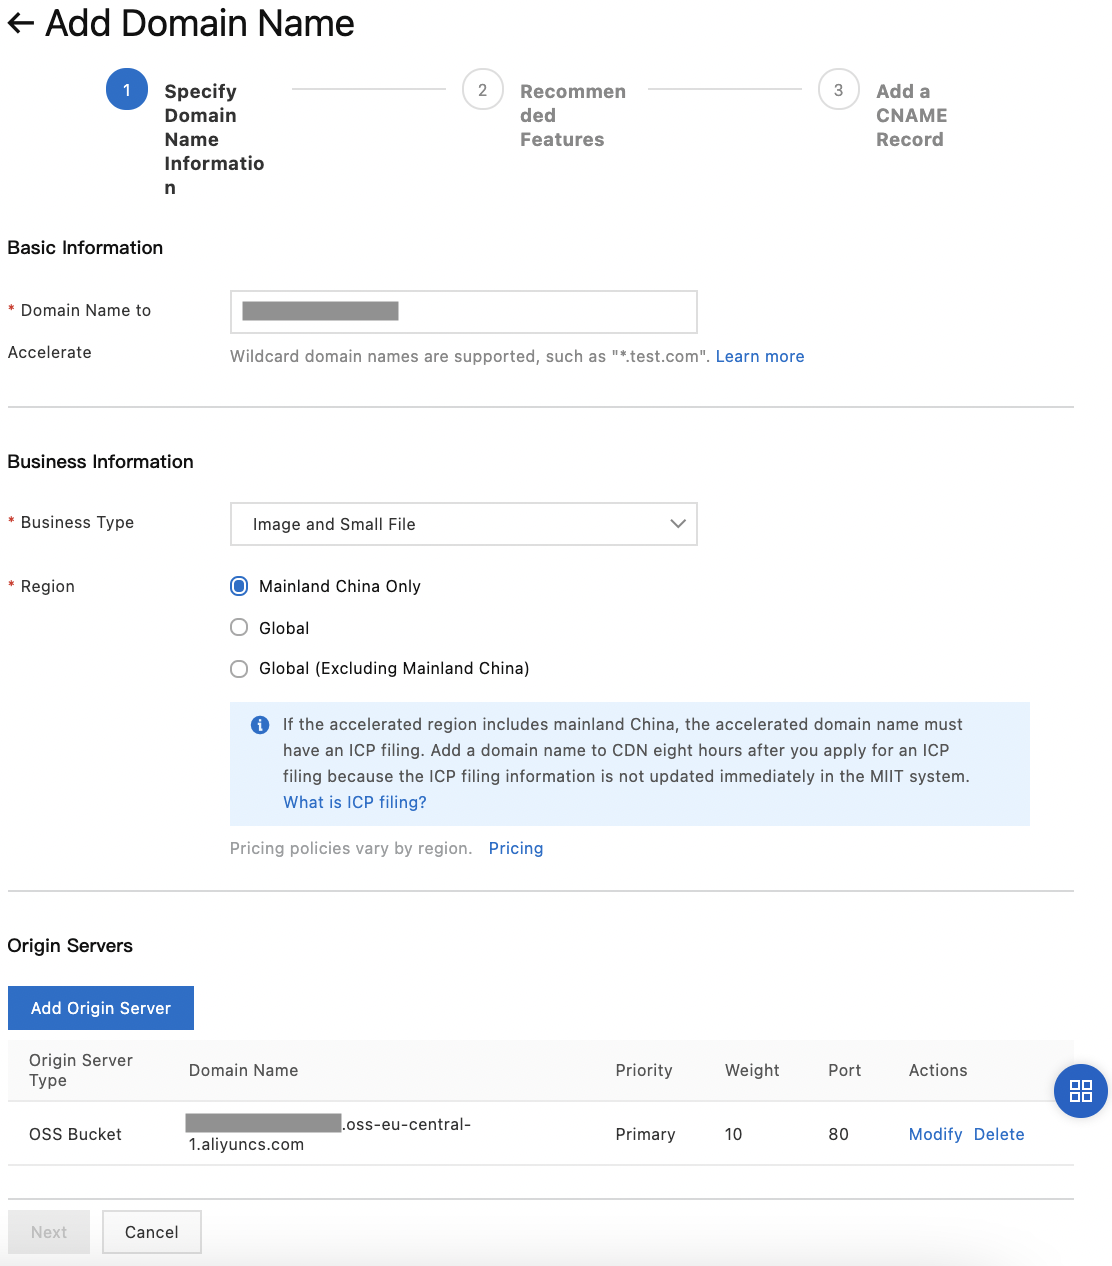 ← Add Domain Name
1
Specify
Domain
Name
Informatio
n
2
Recommen
ded
Features
3
Add a
CNAME
Record
Basic Information
* Domain Name to
Accelerate
Wildcard domain names are supported, such as "*.test.com". Learn more
Business Information
* Business Type
Image and Small File
* Region
Mainland China Only
Global
Global (Excluding Mainland China)
If the accelerated region includes mainland China, the accelerated domain name must
have an ICP filing. Add a domain name to CDN eight hours after you apply for an ICP
filing because the ICP filing information is not updated immediately in the MIIT system.
What is ICP filing?
Pricing policies vary by region. Pricing
Origin Servers
Add Origin Server
Origin Server
Type
Domain Name
Priority
Weight
Port
Actions
OSS Bucket
.oss-eu-central-
1.aliyuncs.com
Primary
10
80
Modify Delete
Next
Cancel